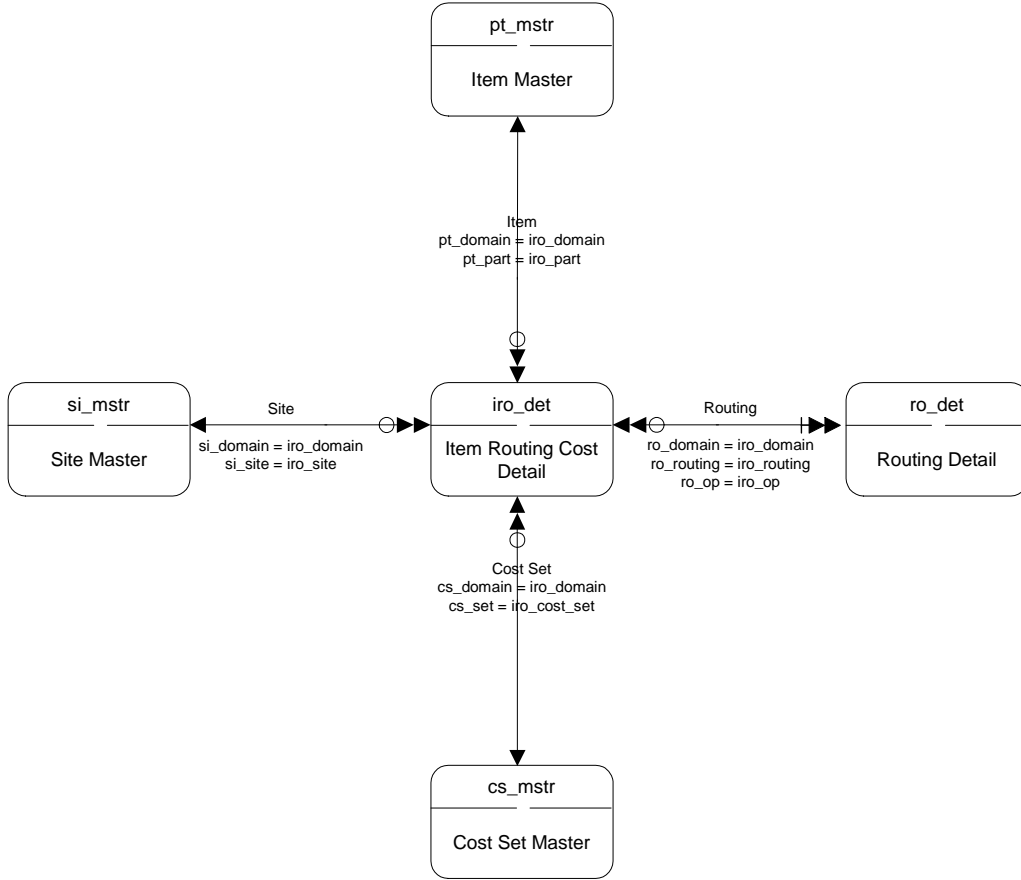 pt_mstr
Item Master
Item
pt_domain = iro_domain
pt_part = iro_part
si_mstr
Site Master
Site
si_domain = iro_domain
si_site = iro_site
iro_det
Item Routing Cost
Detail
Routing
ro_domain = iro_domain
ro_routing = iro_routing
ro_op = iro_op
ro_det
Routing Detail
Cost Set
cs_domain = iro_domain
cs_set = iro_cost_set
cs_mstr
Cost Set Master